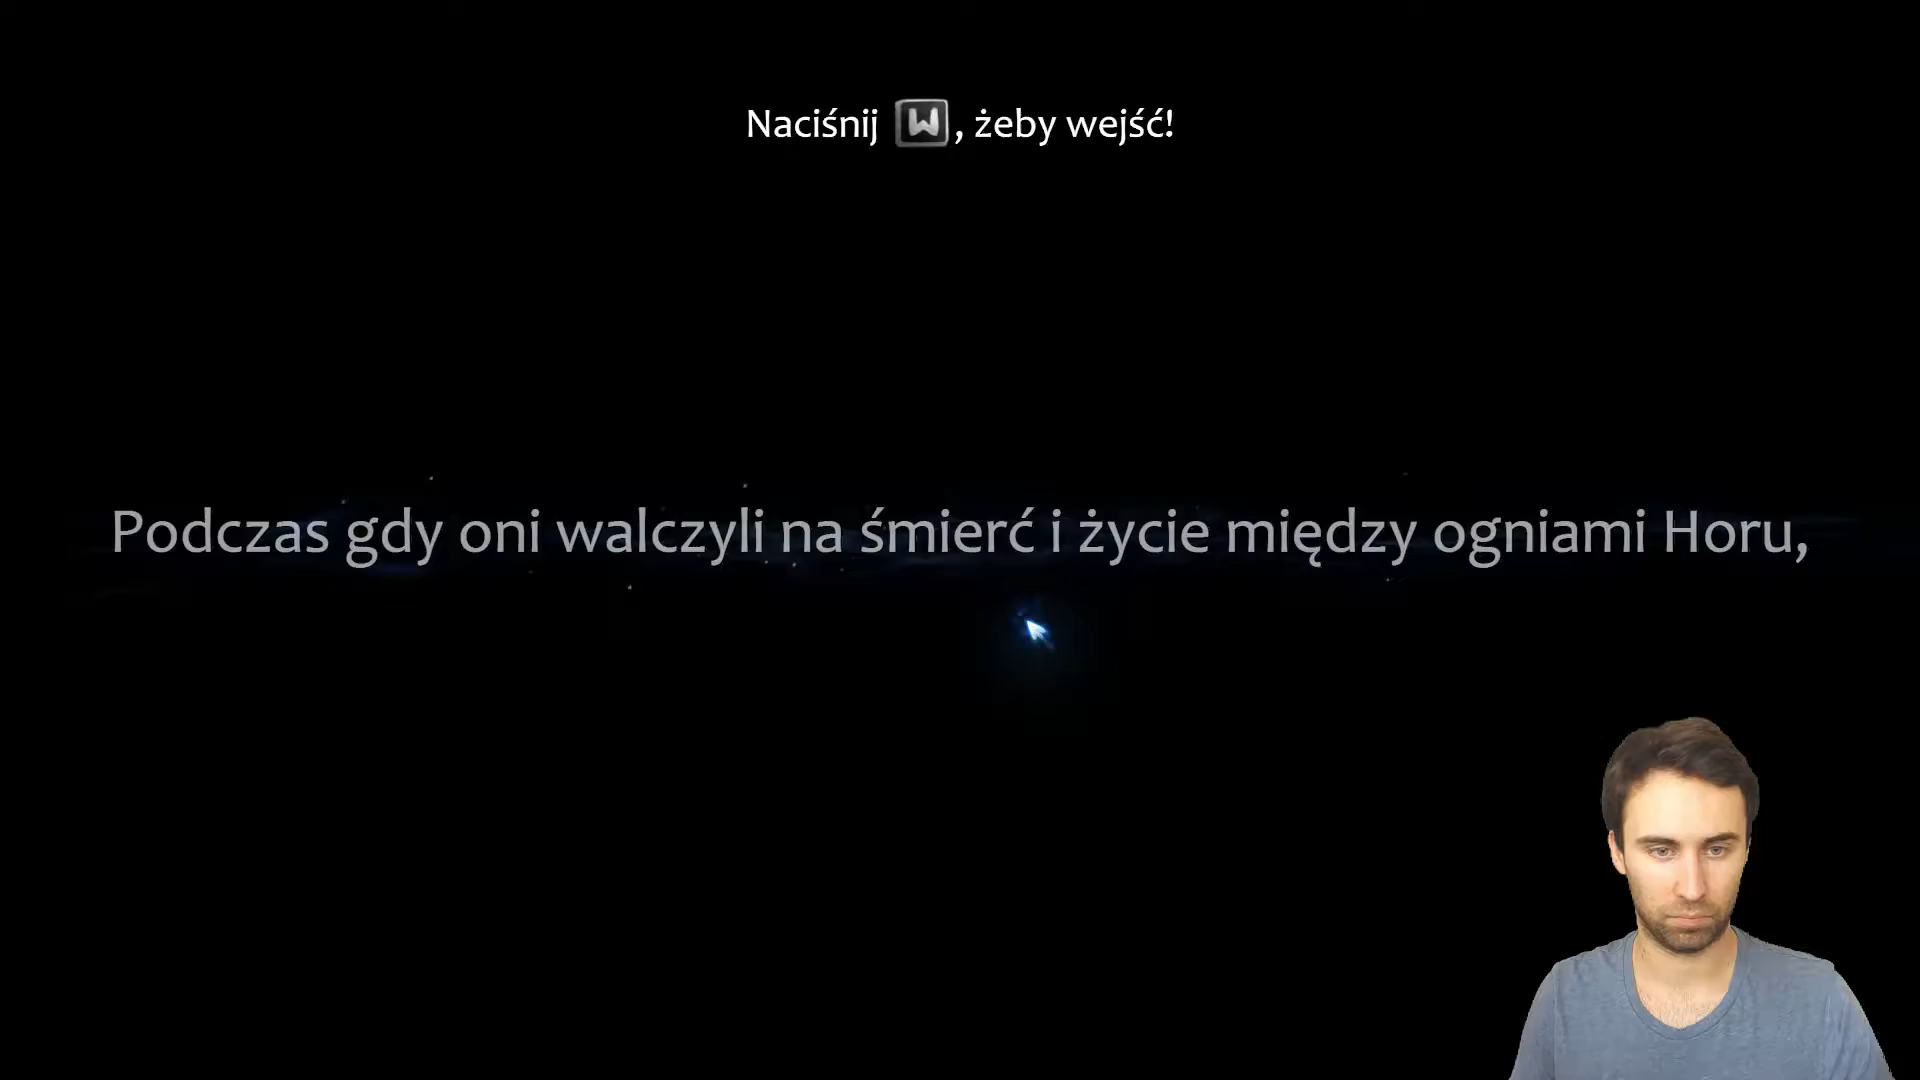 Naciśnij W, żeby wejść!
Podczas gdy oni walczyli na śmierć i życie między ogniami Horu,